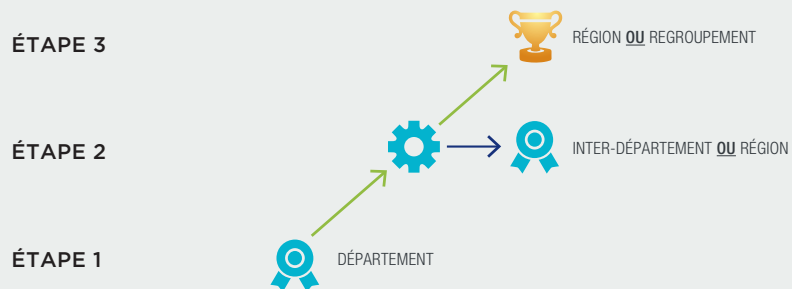 ÉTAPE 3
RÉGION OU REGROUPEMENT
ÉTAPE 2
INTER-DÉPARTEMENT OU RÉGION
ÉTAPE 1
DÉPARTEMENT